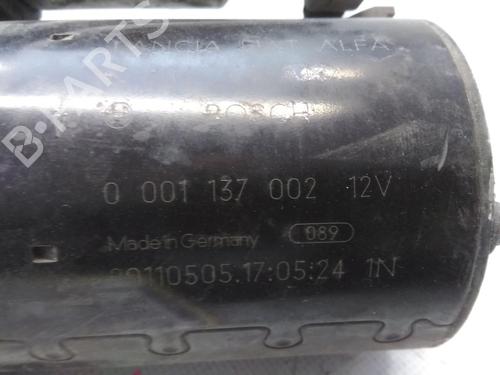 LANCIA FIAT ALFA
BOSCH
0 001 137 002 12V
Made in Germany 089
20110505.17:05:24 1N
B-PARTS